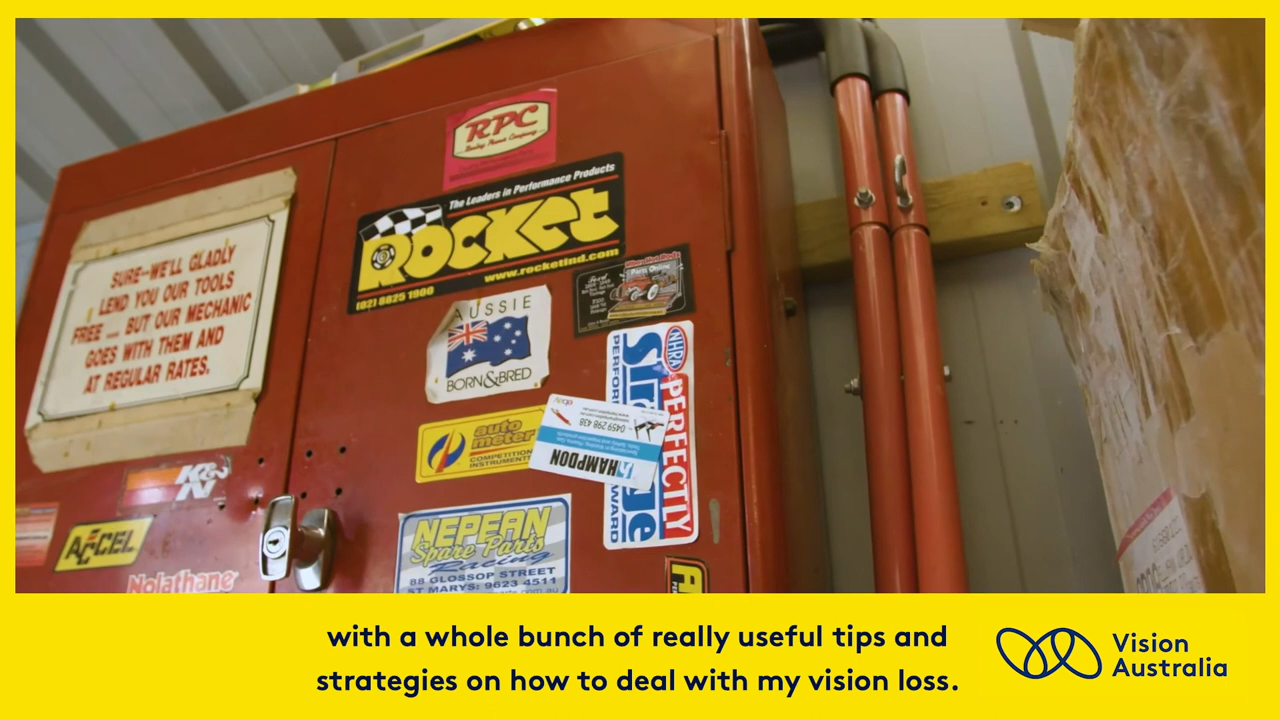 RPC
The Leaders in Performance Products
ROCKET
www.rocketind.com
(02) 8825 1900
SURE--WE'LL GLADLY
LEND YOU OUR TOOLS
FREE --- BUT OUR MECHANIC
GOES WITH THEM AND
AT REGULAR RATES.
AUSSIE
BORN & BRED
Parts Online
NHRA
PERFECTLY
auto
meter
COMPETITION
INSTRUMENTS
HAMPDON
0459 298 438
K&N
ACCEL
Nolathane
NEPEAN
Spare Parts
Racing
88 GLOSSOP STREET
ST MARYS: 9623 4511
with a whole bunch of really useful tips and
strategies on how to deal with my vision loss.
Vision
Australia